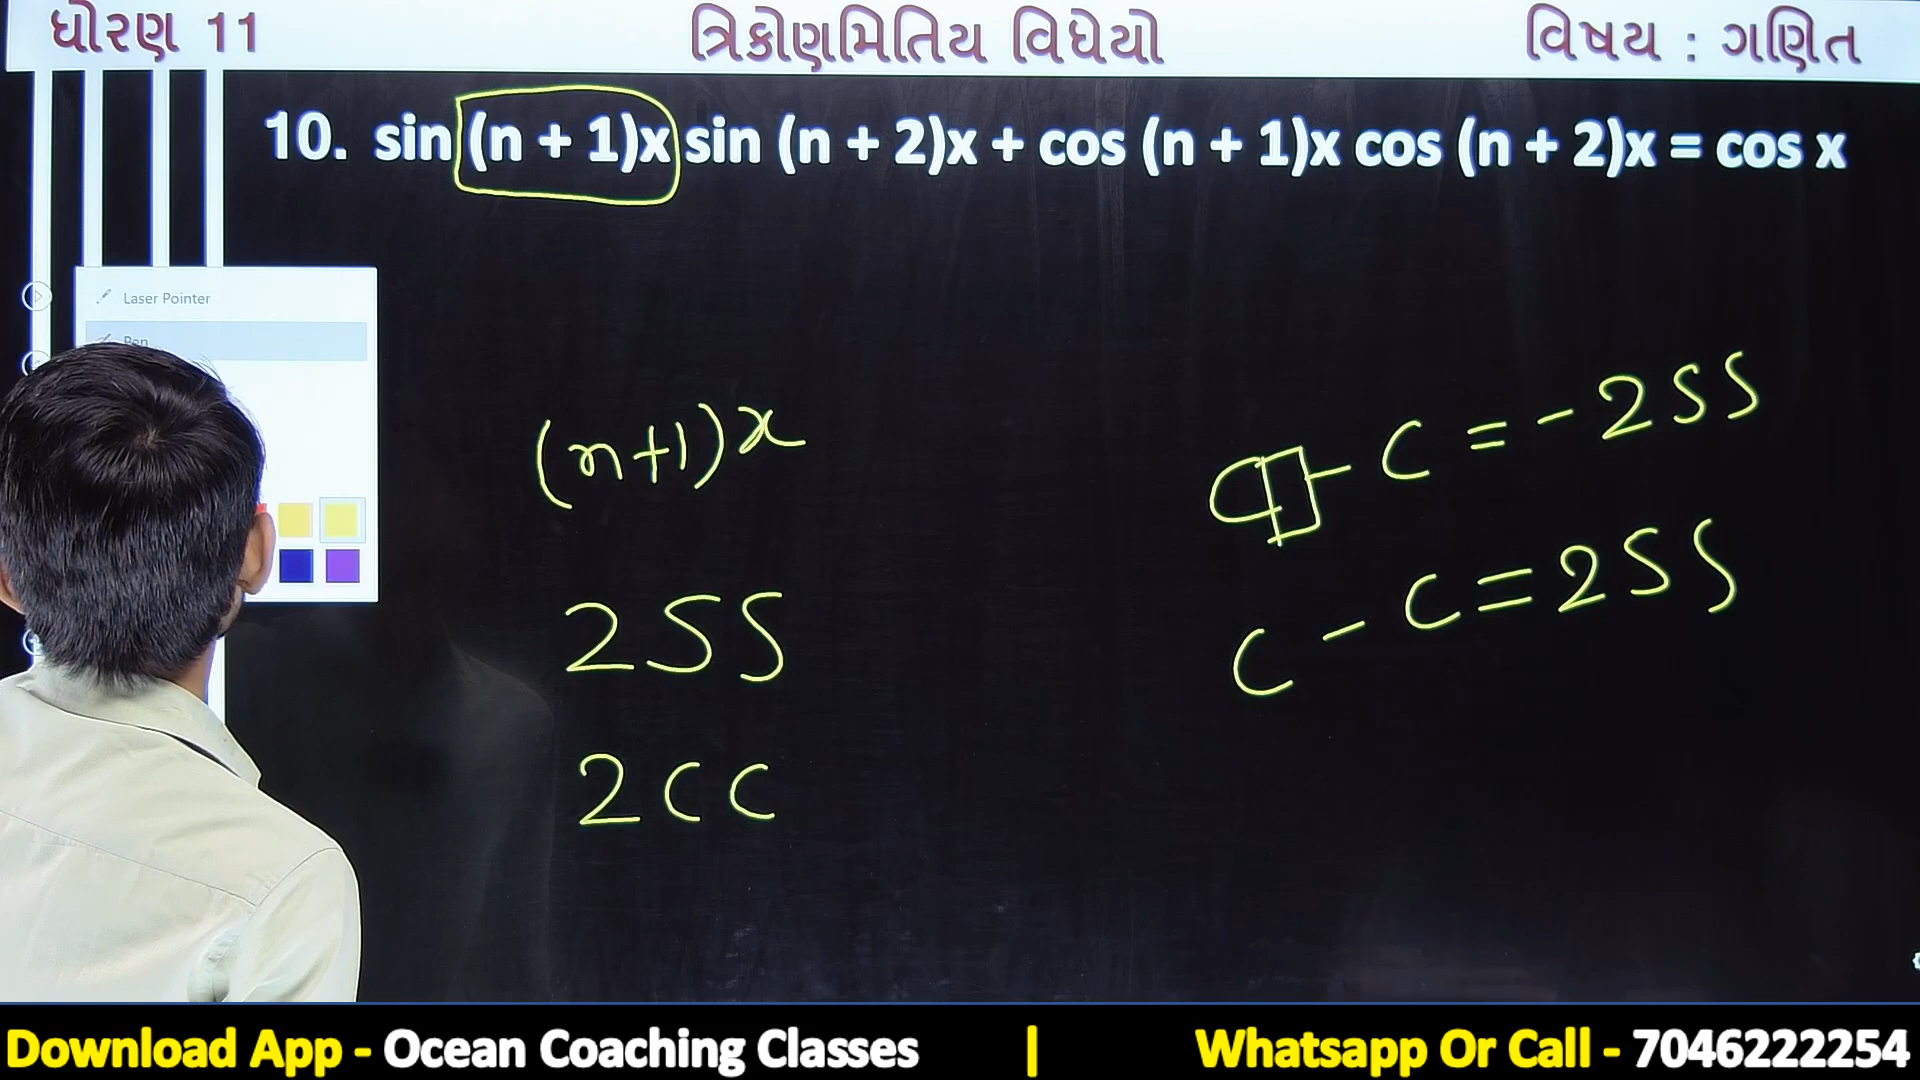 ધોરણ 11 ત્રિકોણમિતિય વિધેયો વિષય : ગણિત
10. sin (n + 1)x sin (n + 2)x + cos (n + 1)x cos (n + 2)x = cos x
Laser Pointer
Pen
(n+1)x
2SS
2CC
- C = -2SS
C - C = 2SS
Download App - Ocean Coaching Classes | Whatsapp Or Call - 7046222254